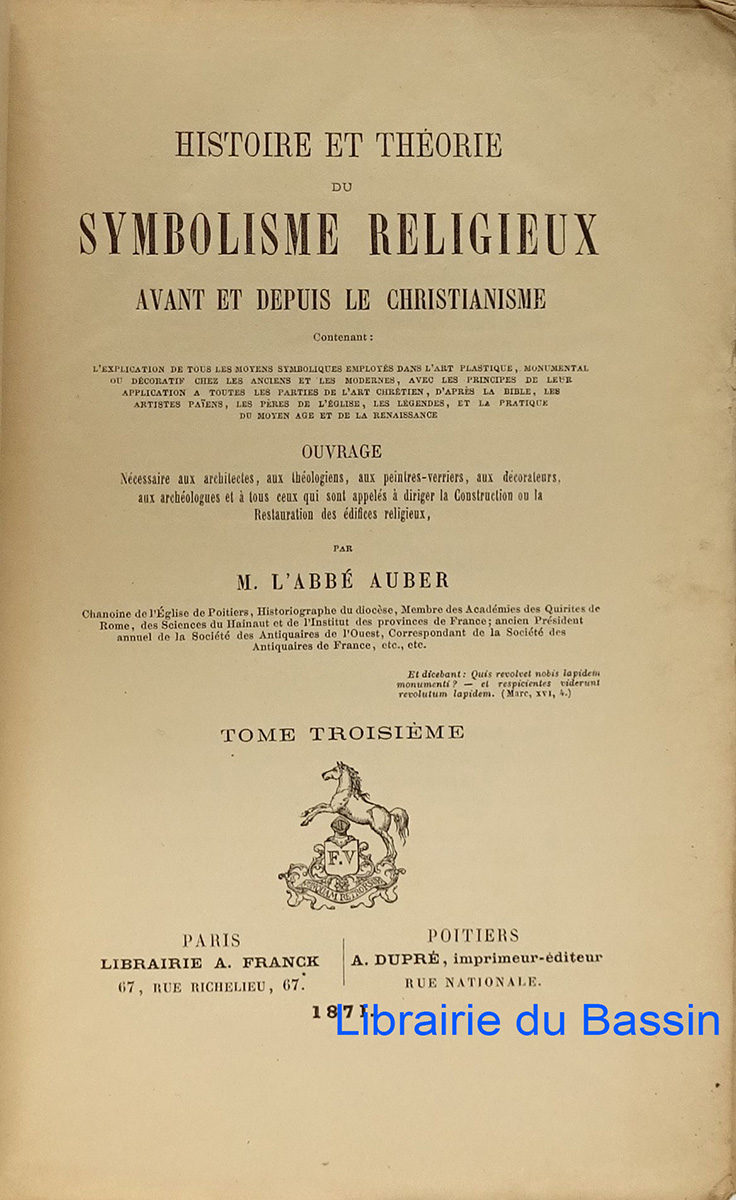 HISTOIRE ET THÉORIE
DU
SYMBOLISME RELIGIEUX
AVANT ET DEPUIS LE CHRISTIANISME
Contenant :
L'EXPLICATION DE TOUS LES MOYENS SYMBOLIQUES EMPLOYÉS DANS L'ART PLASTIQUE, MONUMENTAL
OU DÉCORATIF CHEZ LES ANCIENS ET LES MODERNES, AVEC LES PRINCIPES DE LEUR
APPLICATION A TOUTES LES PARTIES DE L'ART CHRÉTIEN, D'APRÈS LA BIBLE, LES
ARTISTES PAÏENS, LES PÈRES DE L'ÉGLISE, LES LÉGENDES, ET LA PRATIQUE
DU MOYEN AGE ET DE LA RENAISSANCE
OUVRAGE
Nécessaire aux architectes, aux théologiens, aux peintres-verriers, aux décorateurs,
aux archéologues et à tous ceux qui sont appelés à diriger la Construction ou la
Restauration des édifices religieux,
PAR
M. L'ABBÉ AUBER
Chanoine de l'Église de Poitiers, Historiographe du diocèse, Membre des Académies des Quirites de
Rome, des Sciences du Hainaut et de l'Institut des provinces de France; ancien Président
annuel de la Société des Antiquaires de l'Ouest, Correspondant de la Société des
Antiquaires de France, etc., etc.
Et dicebant : Quis revolvet nobis lapidem
monumenti ? — et respicientes viderunt
revolutum lapidem. (Marc, XVI, 4.)
TOME TROISIÈME
F.V
NUNQUAM RETRORSUM
PARIS
LIBRAIRIE A. FRANCK
67, RUE RICHELIEU, 67.
POITIERS
A. DUPRÉ, imprimeur-éditeur
RUE NATIONALE.
1871.
Librairie du Bassin